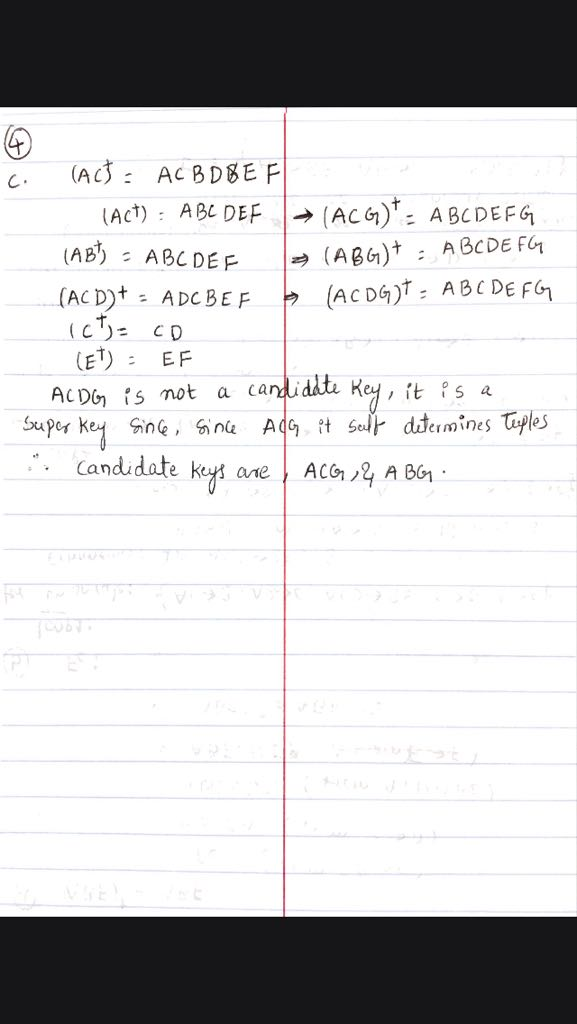 4
c. (AC)† = ACBDBEF
(AC†) = ABCDEF → (ACG)† = ABCDEFG
(AB†) = ABCDEF ⇒ (ABG)† = ABCDEFG
(ACD)† = ADCBEF ⇒ (ACDG)† = ABCDEFG
(C†) = CD
(E†) = EF
ACDG is not a candidate key, it is a
super key sine, since ACG it self determines tuples
∴ candidate keys are, ACG, & ABG.